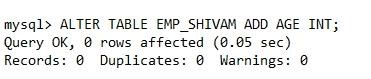 mysql> ALTER TABLE EMP_SHIVAM ADD AGE INT;
Query OK, 0 rows affected (0.05 sec)
Records: 0  Duplicates: 0  Warnings: 0